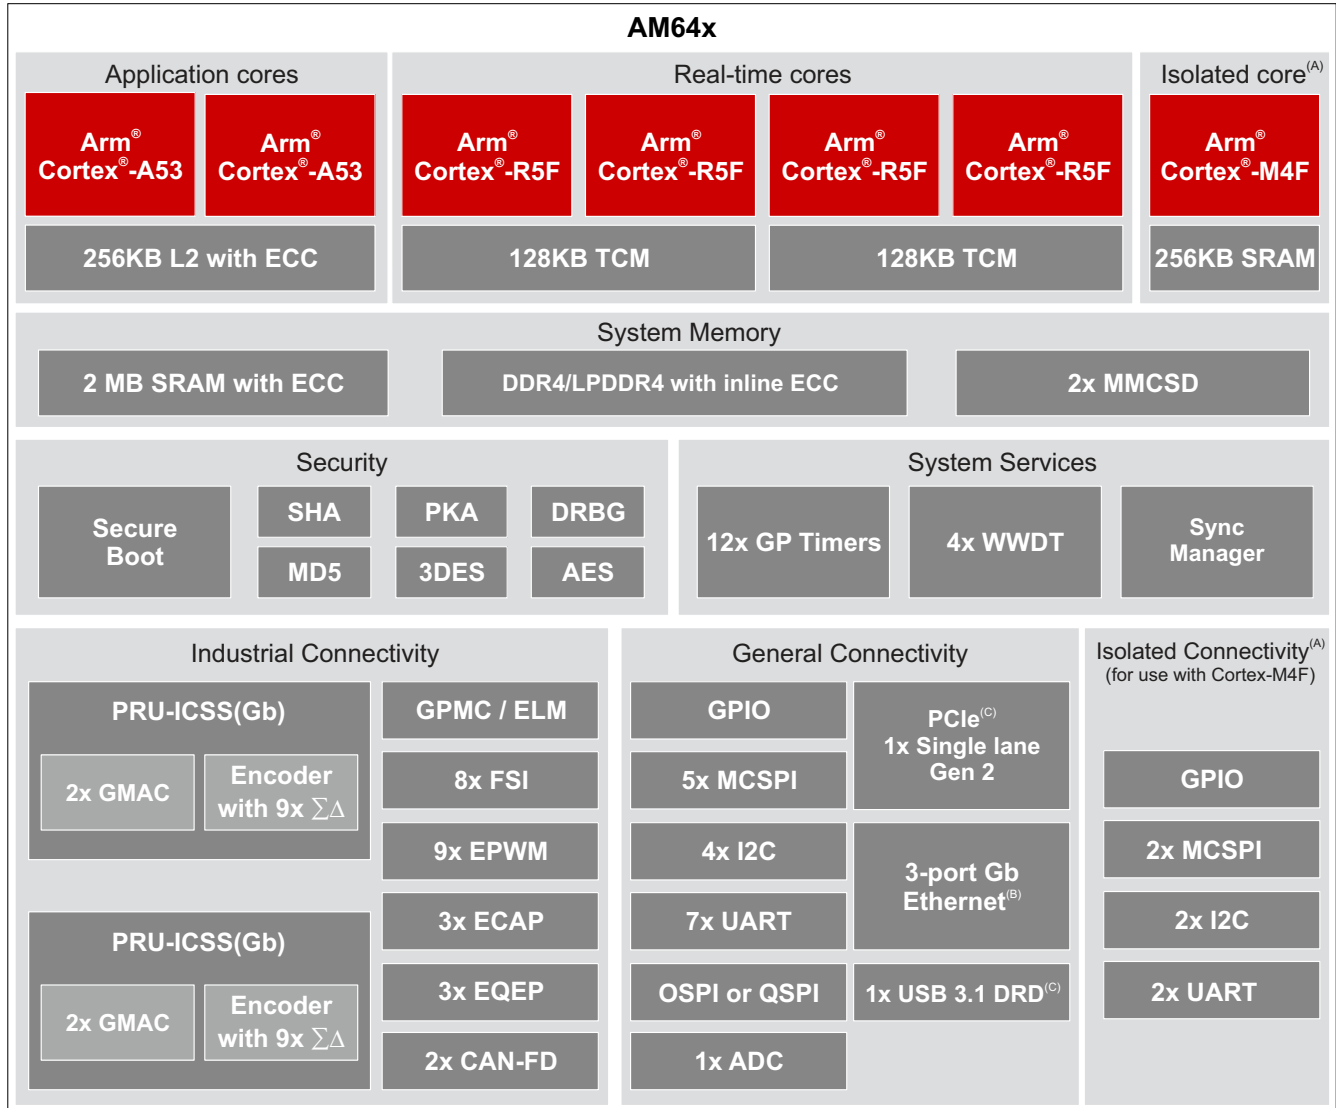 AM64x
Application cores
Arm®
Cortex®-A53
Arm®
Cortex®-A53
256KB L2 with ECC
Real-time cores
Arm®
Cortex®-R5F
Arm®
Cortex®-R5F
Arm®
Cortex®-R5F
Arm®
Cortex®-R5F
128KB TCM
128KB TCM
Isolated core(A)
Arm®
Cortex®-M4F
256KB SRAM
System Memory
2 MB SRAM with ECC
DDR4/LPDDR4 with inline ECC
2x MMCSD
Security
Secure
Boot
SHA
PKA
DRBG
MD5
3DES
AES
System Services
12x GP Timers
4x WWDT
Sync
Manager
Industrial Connectivity
PRU-ICSS(Gb)
2x GMAC
Encoder
with 9x ∑∆
PRU-ICSS(Gb)
2x GMAC
Encoder
with 9x ∑∆
GPMC / ELM
8x FSI
9x EPWM
3x ECAP
3x EQEP
2x CAN-FD
General Connectivity
GPIO
5x MCSPI
4x I2C
7x UART
OSPI or QSPI
1x ADC
PCIe(C)
1x Single lane
Gen 2
3-port Gb
Ethernet(B)
1x USB 3.1 DRD(C)
Isolated Connectivity(A)
(for use with Cortex-M4F)
GPIO
2x MCSPI
2x I2C
2x UART